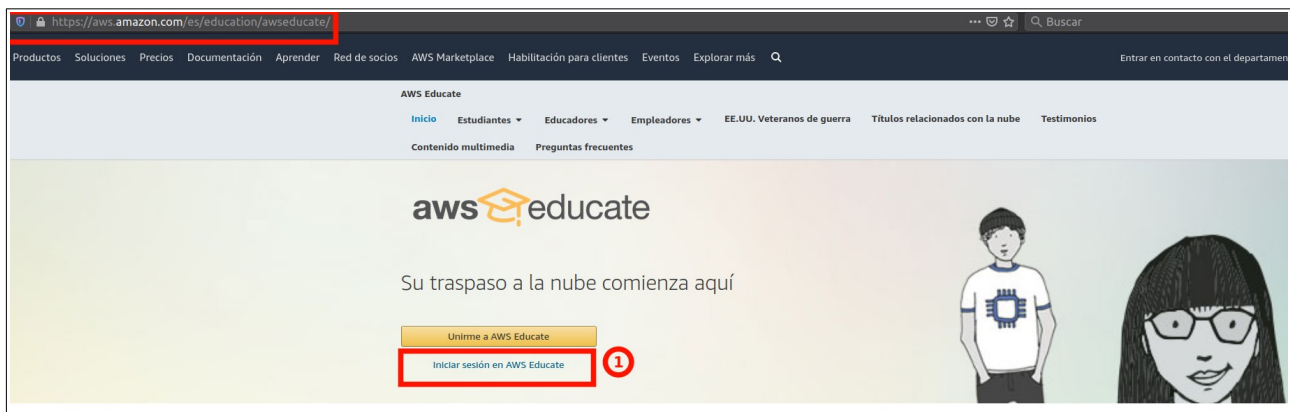 https://aws.amazon.com/es/education/awseducate/ ... Buscar
Productos Soluciones Precios Documentación Aprender Red de socios AWS Marketplace Habilitación para clientes Eventos Explorar más Entrar en contacto con el departamen
AWS Educate
Inicio Estudiantes Educadores Empleadores EE.UU. Veteranos de guerra Títulos relacionados con la nube Testimonios
Contenido multimedia Preguntas frecuentes
aws educate
Su traspaso a la nube comienza aquí
Unirme a AWS Educate
Iniciar sesión en AWS Educate 1